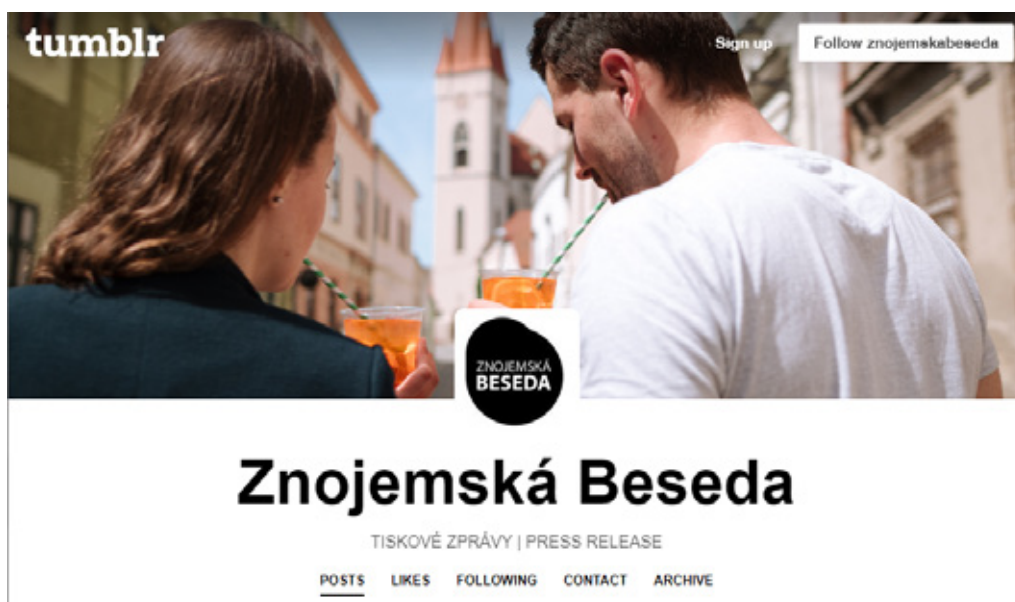 tumblr
Sign up
Follow znojemskabeseda
ZNOJEMSKÁ
BESEDA
Znojemská Beseda
TISKOVÉ ZPRÁVY | PRESS RELEASE
POSTS LIKES FOLLOWING CONTACT ARCHIVE